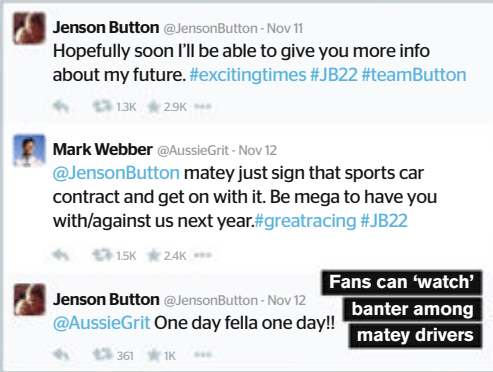 Jenson Button @JensonButton - Nov 11
Hopefully soon I'll be able to give you more info
about my future. #excitingtimes #JB22 #teamButton
1.3K 2.9K
Mark Webber @AussieGrit - Nov 12
@JensonButton matey just sign that sports car
contract and get on with it. Be mega to have you
with/against us next year.#greatracing #JB22
1.5K 2.4K
Jenson Button @JensonButton - Nov 12
@AussieGrit One day fella one day!!
361 1K
Fans can ‘watch’
banter among
matey drivers